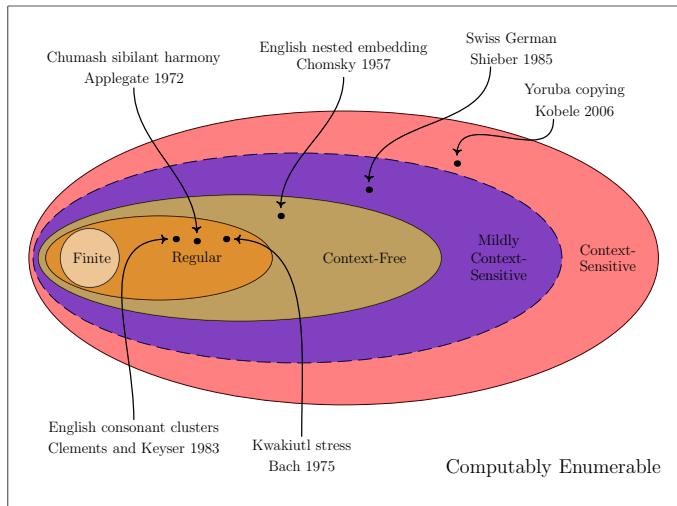 Swiss German
Shieber 1985
English nested embedding
Chomsky 1957
Chumash sibilant harmony
Applegate 1972
Yoruba copying
Kobele 2006
Finite
Regular
Context-Free
Mildly
Context-
Sensitive
Context-
Sensitive
English consonant clusters
Clements and Keyser 1983
Kwakiutl stress
Bach 1975
Computably Enumerable